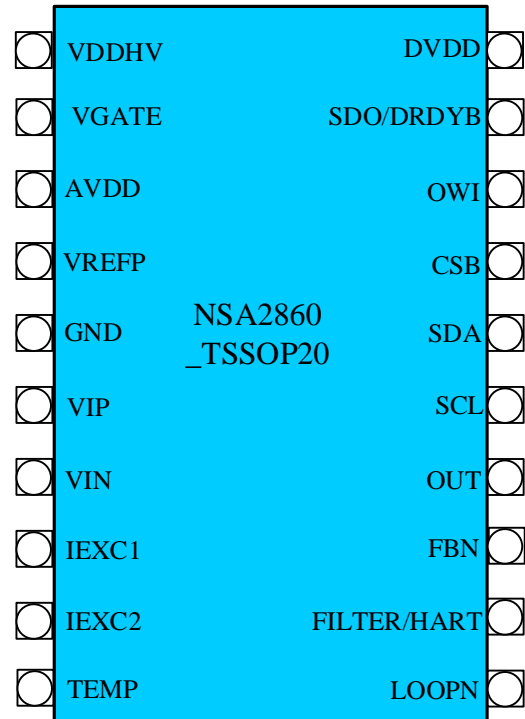 VDDHV DVDD
VGATE SDO/DRDYB
AVDD OWI
VREFP CSB
NSA2860
GND SDA
_TSSOP20
VIP SCL
VIN OUT
IEXC1 FBN
IEXC2 FILTER/HART
TEMP LOOPN